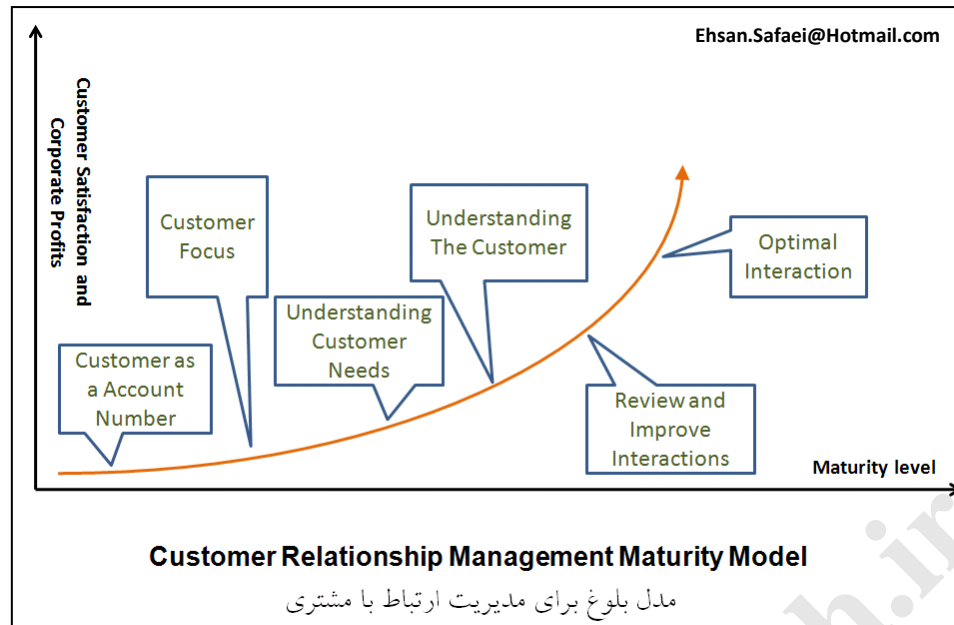 Ehsan.Safaei@Hotmail.com
Customer Satisfaction and
Corporate Profits
Customer as
a Account
Number
Customer
Focus
Understanding
Customer
Needs
Understanding
The Customer
Review and
Improve
Interactions
Optimal
Interaction
Maturity level
Customer Relationship Management Maturity Model
مدل بلوغ برای مدیریت ارتباط با مشتری
h.ir